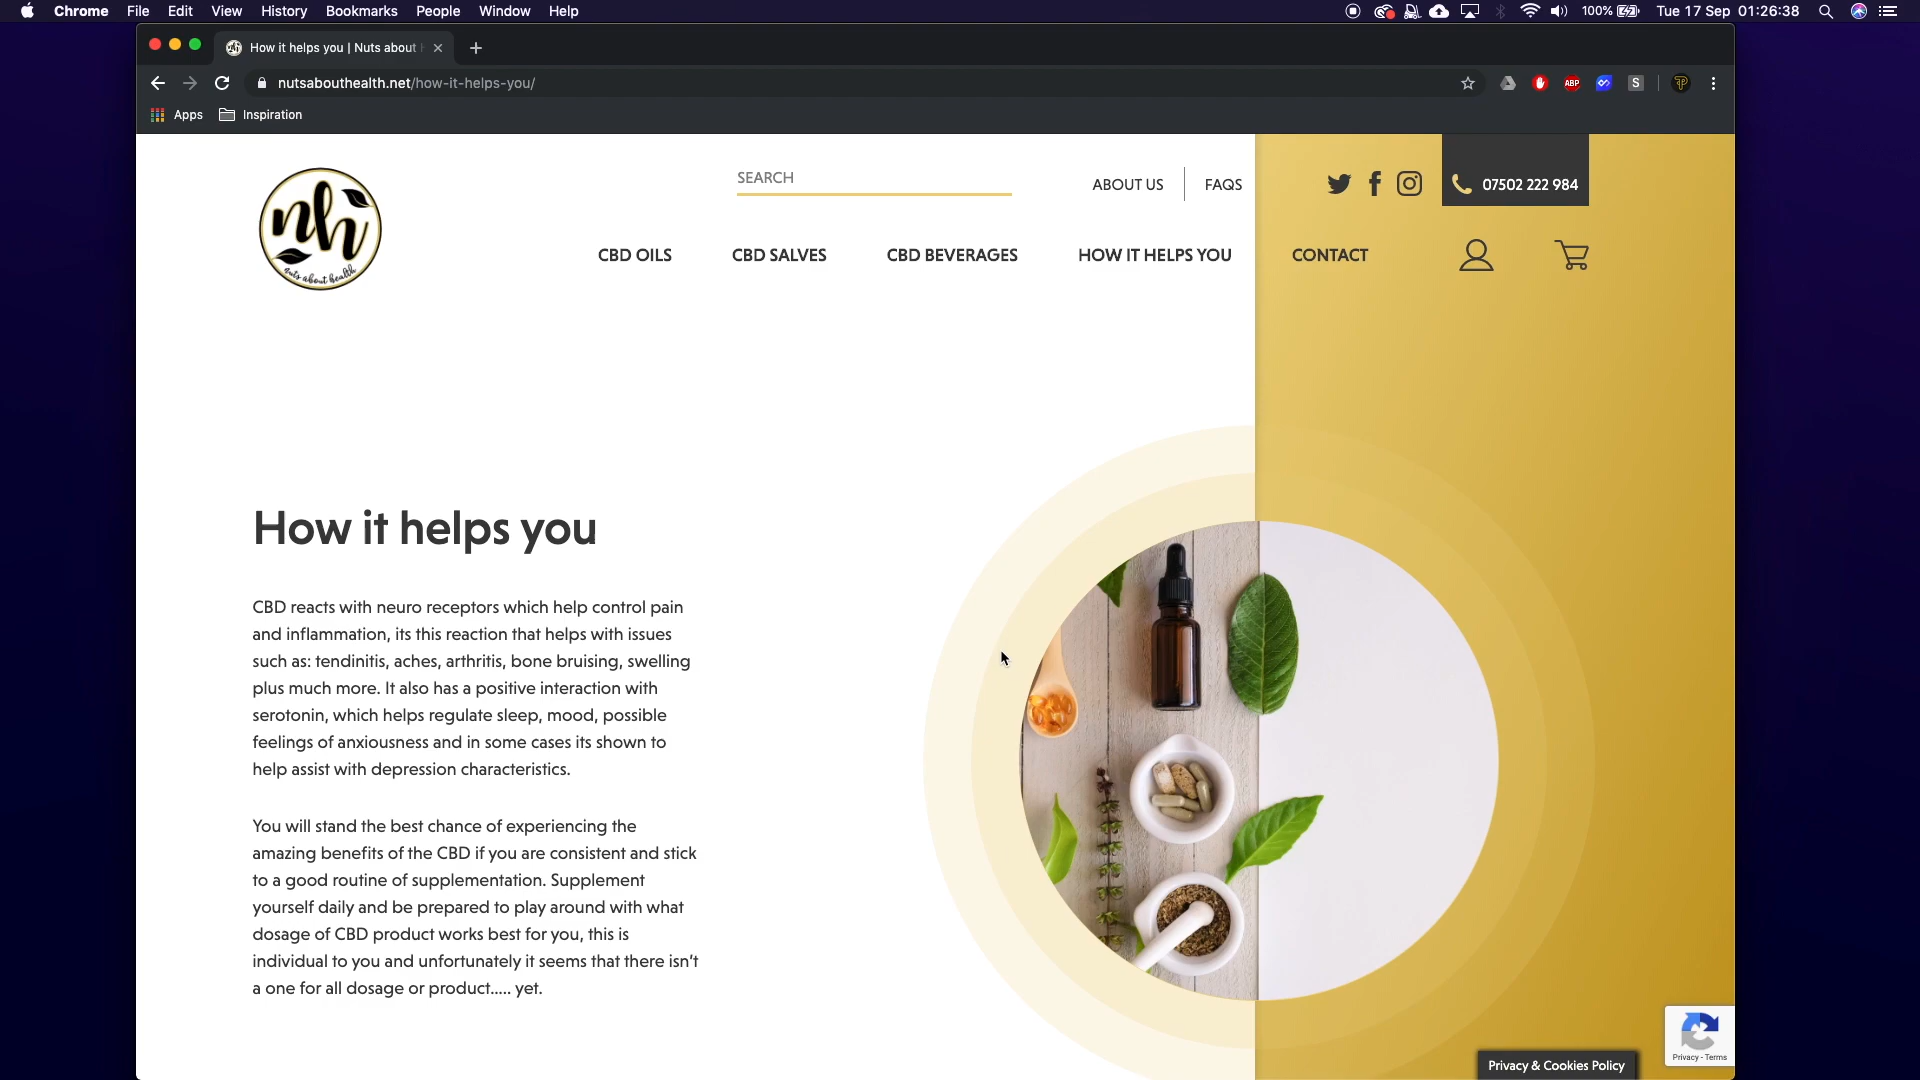 Chrome File Edit View History Bookmarks People Window Help 100% Tue 17 Sep 01:26:38
How it helps you | Nuts about H
nutsabouthealth.net/how-it-helps-you/
ABP S
Apps Inspiration
SEARCH ABOUT US FAQS 07502 222 984
nh
nuts about health
CBD OILS CBD SALVES CBD BEVERAGES HOW IT HELPS YOU CONTACT
How it helps you
CBD reacts with neuro receptors which help control pain
and inflammation, its this reaction that helps with issues
such as: tendinitis, aches, arthritis, bone bruising, swelling
plus much more. It also has a positive interaction with
serotonin, which helps regulate sleep, mood, possible
feelings of anxiousness and in some cases its shown to
help assist with depression characteristics.
You will stand the best chance of experiencing the
amazing benefits of the CBD if you are consistent and stick
to a good routine of supplementation. Supplement
yourself daily and be prepared to play around with what
dosage of CBD product works best for you, this is
individual to you and unfortunately it seems that there isn't
a one for all dosage or product..... yet.
Privacy - Terms
Privacy & Cookies Policy